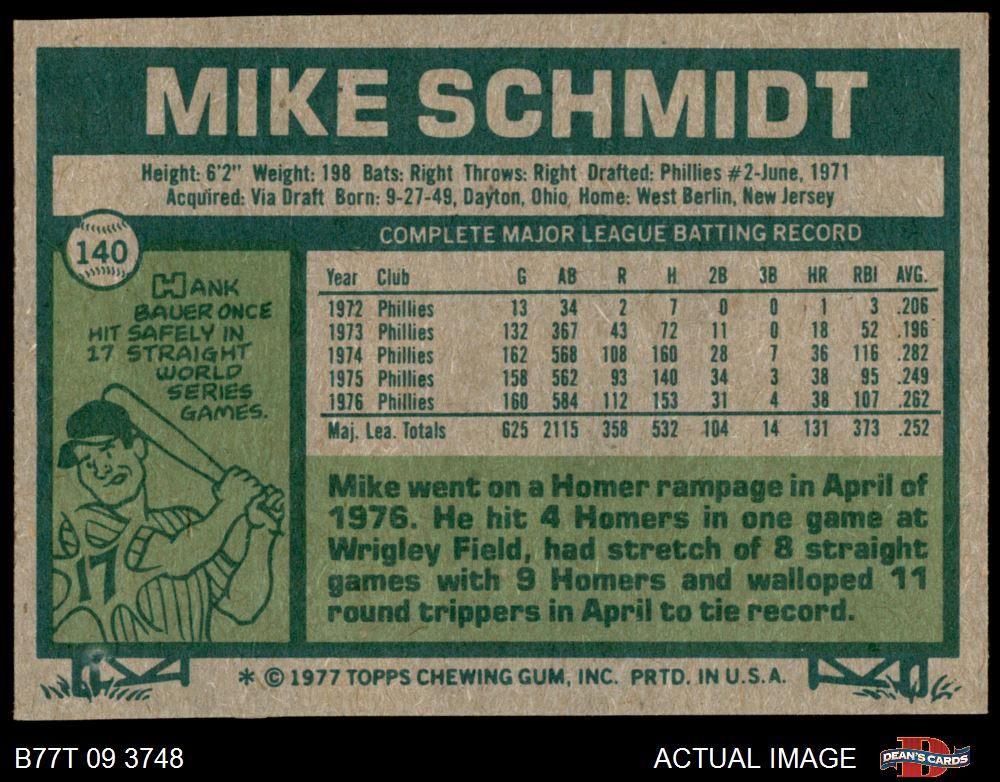 MIKE SCHMIDT
Height: 6'2" Weight: 198 Bats: Right Throws: Right Drafted: Phillies #2-June, 1971
Acquired: Via Draft Born: 9-27-49, Dayton, Ohio Home: West Berlin, New Jersey
140
HANK
BAUER ONCE
HIT SAFELY IN
17 STRAIGHT
WORLD
SERIES
GAMES.
17
COMPLETE MAJOR LEAGUE BATTING RECORD
Year Club G AB R H 2B 3B HR RBI AVG.
1972 Phillies 13 34 2 7 0 0 1 3 .206
1973 Phillies 132 367 43 72 11 0 18 52 .196
1974 Phillies 162 568 108 160 28 7 36 116 .282
1975 Phillies 158 562 93 140 34 3 38 95 .249
1976 Phillies 160 584 112 153 31 4 38 107 .262
Maj. Lea. Totals 625 2115 358 532 104 14 131 373 .252
Mike went on a Homer rampage in April of
1976. He hit 4 Homers in one game at
Wrigley Field, had stretch of 8 straight
games with 9 Homers and walloped 11
round trippers in April to tie record.
* © 1977 TOPPS CHEWING GUM, INC. PRTD. IN U.S.A.
B77T 09 3748
ACTUAL IMAGE
DEAN'S CARDS